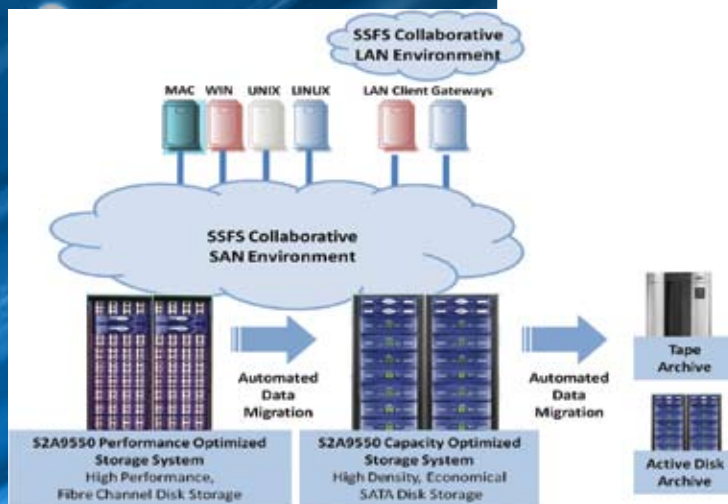 SSFS Collaborative
LAN Environment
MAC WIN UNIX LINUX LAN Client Gateways
SSFS Collaborative
SAN Environment
Automated
Data
Migration
Automated
Data
Migration
Tape
Archive
S2A9550 Performance Optimized
Storage System
High Performance,
Fibre Channel Disk Storage
S2A9550 Capacity Optimized
Storage System
High Density, Economical
SATA Disk Storage
Active Disk
Archive